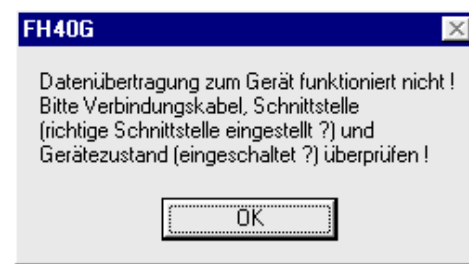 FH40G
Datenübertragung zum Gerät funktioniert nicht !
Bitte Verbindungskabel, Schnittstelle
(richtige Schnittstelle eingestellt ?) und
Gerätezustand (eingeschaltet ?) überprüfen !
OK